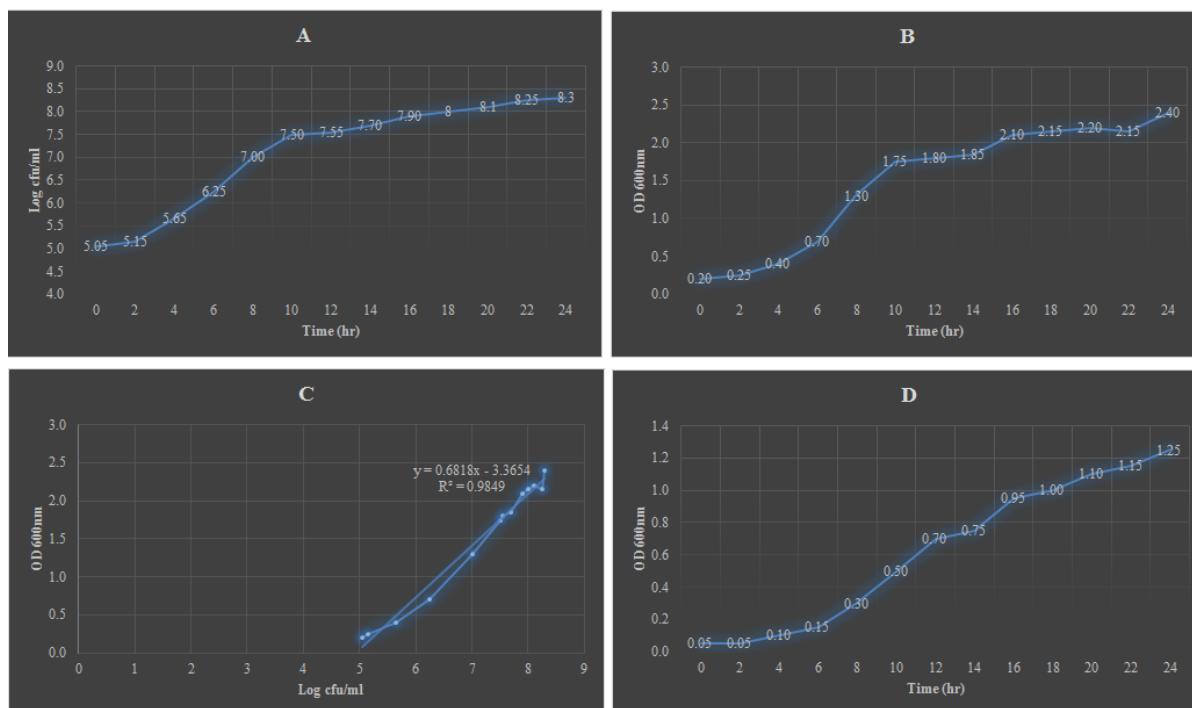 A
Log cfu/ml
9.0
8.5
8.0
7.5
7.0
6.5
6.0
5.5
5.0
4.5
4.0
5.05 5.15 5.65 6.25 7.00 7.50 7.55 7.70 7.90 8 8.1 8.25 8.3
0 2 4 6 8 10 12 14 16 18 20 22 24
Time (hr)
B
OD 600nm
3.0
2.5
2.0
1.5
1.0
0.5
0.0
0.20 0.25 0.40 0.70 1.30 1.75 1.80 1.85 2.10 2.15 2.20 2.15 2.40
0 2 4 6 8 10 12 14 16 18 20 22 24
Time (hr)
C
OD 600nm
3.0
2.5
2.0
1.5
1.0
0.5
0.0
y = 0.6818x - 3.3654
R² = 0.9849
0 1 2 3 4 5 6 7 8 9
Log cfu/ml
D
OD 600nm
1.4
1.2
1.0
0.8
0.6
0.4
0.2
0.0
0.05 0.05 0.10 0.15 0.30 0.50 0.70 0.75 0.95 1.00 1.10 1.15 1.25
0 2 4 6 8 10 12 14 16 18 20 22 24
Time (hr)